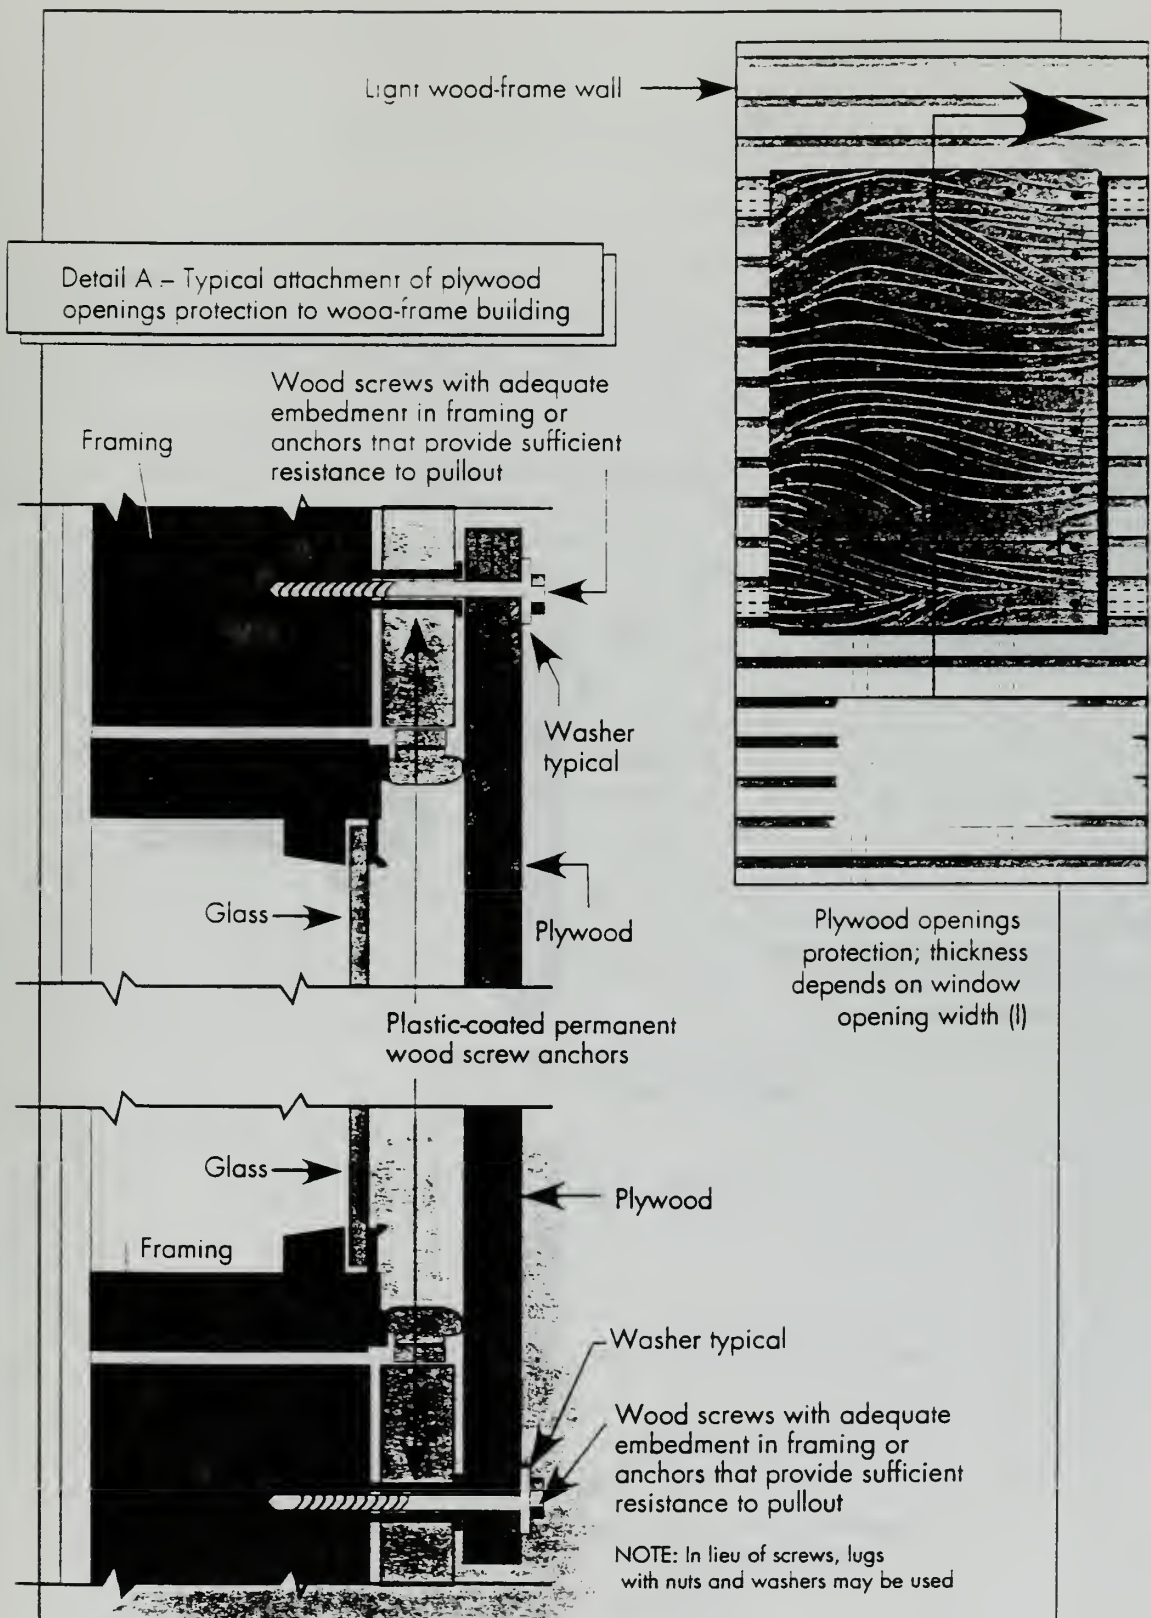 Light wood-frame wall
Detail A – Typical attachment of plywood
openings protection to wood-frame building
Wood screws with adequate
embedment in framing or
anchors that provide sufficient
resistance to pullout
Framing
Washer
typical
Glass
Plywood
Plywood openings
protection; thickness
depends on window
opening width (l)
Plastic-coated permanent
wood screw anchors
Glass
Plywood
Framing
Washer typical
Wood screws with adequate
embedment in framing or
anchors that provide sufficient
resistance to pullout
NOTE: In lieu of screws, lugs
with nuts and washers may be used